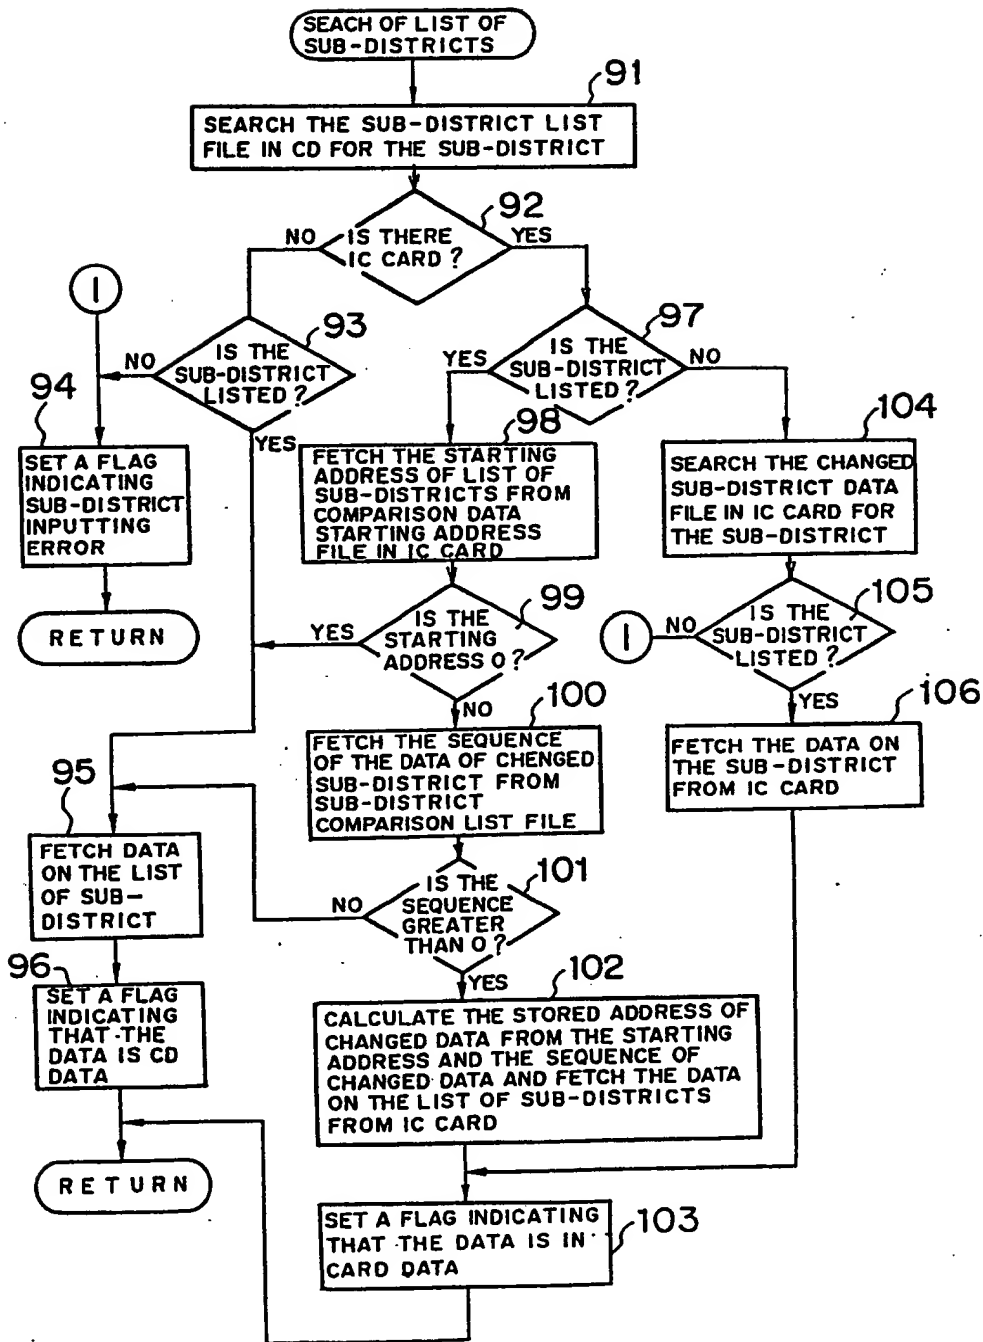 SEACH OF LIST OF
SUB-DISTRICTS
91
SEARCH THE SUB-DISTRICT LIST
FILE IN CD FOR THE SUB-DISTRICT
92
NO
IS THERE
IC CARD ?
YES
1
93
NO
IS THE
SUB-DISTRICT
LISTED ?
YES
97
YES
IS THE
SUB-DISTRICT
LISTED ?
NO
94
SET A FLAG
INDICATING
SUB-DISTRICT
INPUTTING
ERROR
RETURN
98
FETCH THE STARTING
ADDRESS OF LIST OF
SUB-DISTRICTS FROM
COMPARISON DATA
STARTING ADDRESS
FILE IN IC CARD
104
SEARCH THE CHANGED
SUB-DISTRICT DATA
FILE IN IC CARD FOR
THE SUB-DISTRICT
99
YES
IS THE
STARTING
ADDRESS 0 ?
NO
105
1
NO
IS THE
SUB-DISTRICT
LISTED ?
YES
100
FETCH THE SEQUENCE
OF THE DATA OF CHENGED
SUB-DISTRICT FROM
SUB-DISTRICT
COMPARISON LIST FILE
106
FETCH THE DATA ON
THE SUB-DISTRICT
FROM IC CARD
95
FETCH DATA
ON THE LIST
OF SUB-
DISTRICT
101
NO
IS THE
SEQUENCE
GREATER
THAN 0 ?
YES
96
SET A FLAG
INDICATING
THAT THE
DATA IS CD
DATA
102
CALCULATE THE STORED ADDRESS OF
CHANGED DATA FROM THE STARTING
ADDRESS AND THE SEQUENCE OF
CHANGED DATA AND FETCH THE DATA
ON THE LIST OF SUB-DISTRICTS
FROM IC CARD
RETURN
103
SET A FLAG INDICATING
THAT THE DATA IS IN
CARD DATA